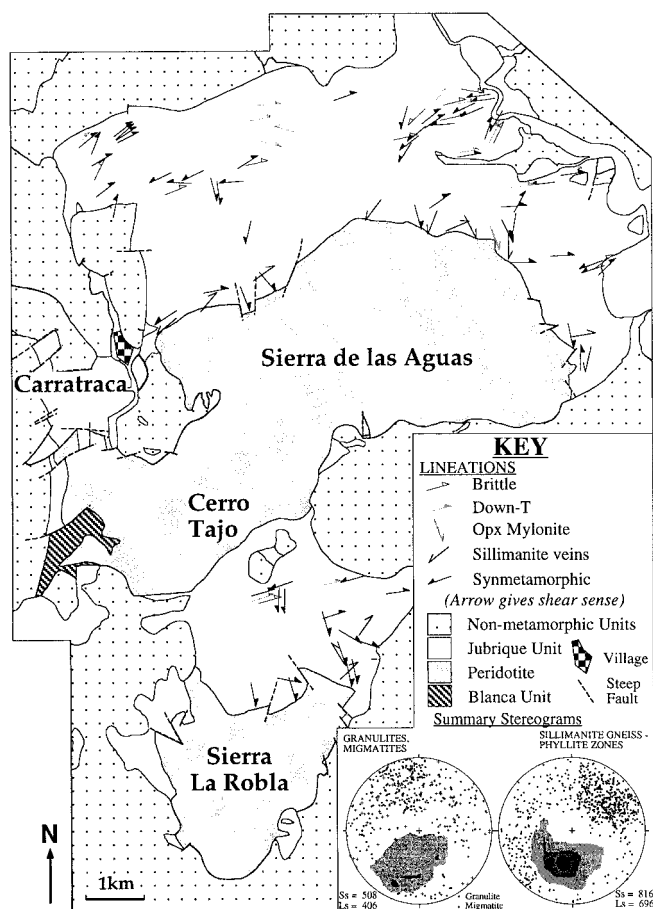 Sierra de las Aguas
Carratraca
Cerro
Tajo
Sierra
La Robla
N
1km
KEY
LINEATIONS
Brittle
Down-T
Opx Mylonite
Sillimanite veins
Synmetamorphic
(Arrow gives shear sense)
Non-metamorphic Units
Jubrique Unit
Peridotite
Blanca Unit
Village
Steep
Fault
Summary Stereograms
GRANULITES,
MIGMATITES
SILLIMANITE GNEISS -
PHYLLITE ZONES
Ss = 508
Ls = 406
· Granulite
Migmatite
Ss = 816
Ls = 696